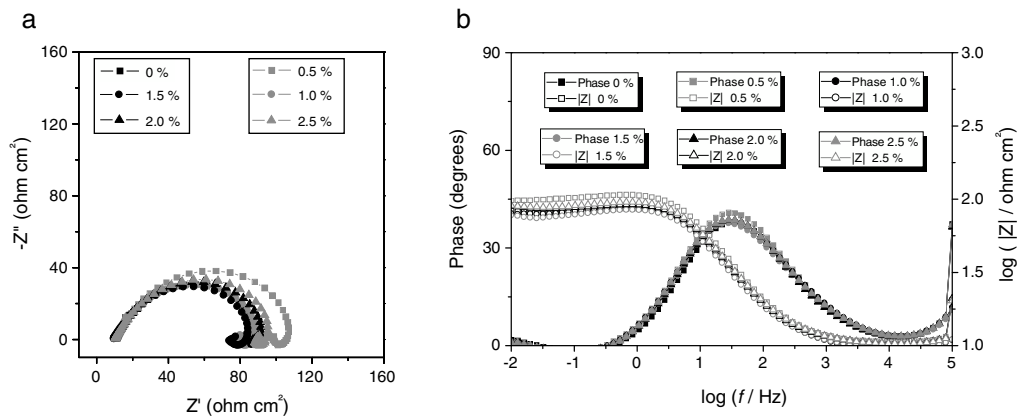 a
b
160
120
80
40
0
-Z" (ohm cm²)
0 %
1.5 %
2.0 %
0.5 %
1.0 %
2.5 %
0 40 80 120 160
Z' (ohm cm²)
90
60
30
0
Phase (degrees)
Phase 0 %
|Z| 0 %
Phase 0.5 %
|Z| 0.5 %
Phase 1.0 %
|Z| 1.0 %
Phase 1.5 %
|Z| 1.5 %
Phase 2.0 %
|Z| 2.0 %
Phase 2.5 %
|Z| 2.5 %
3.0
2.5
2.0
1.5
1.0
log ( |Z| / ohm cm²)
-2 -1 0 1 2 3 4 5
log (f / Hz)